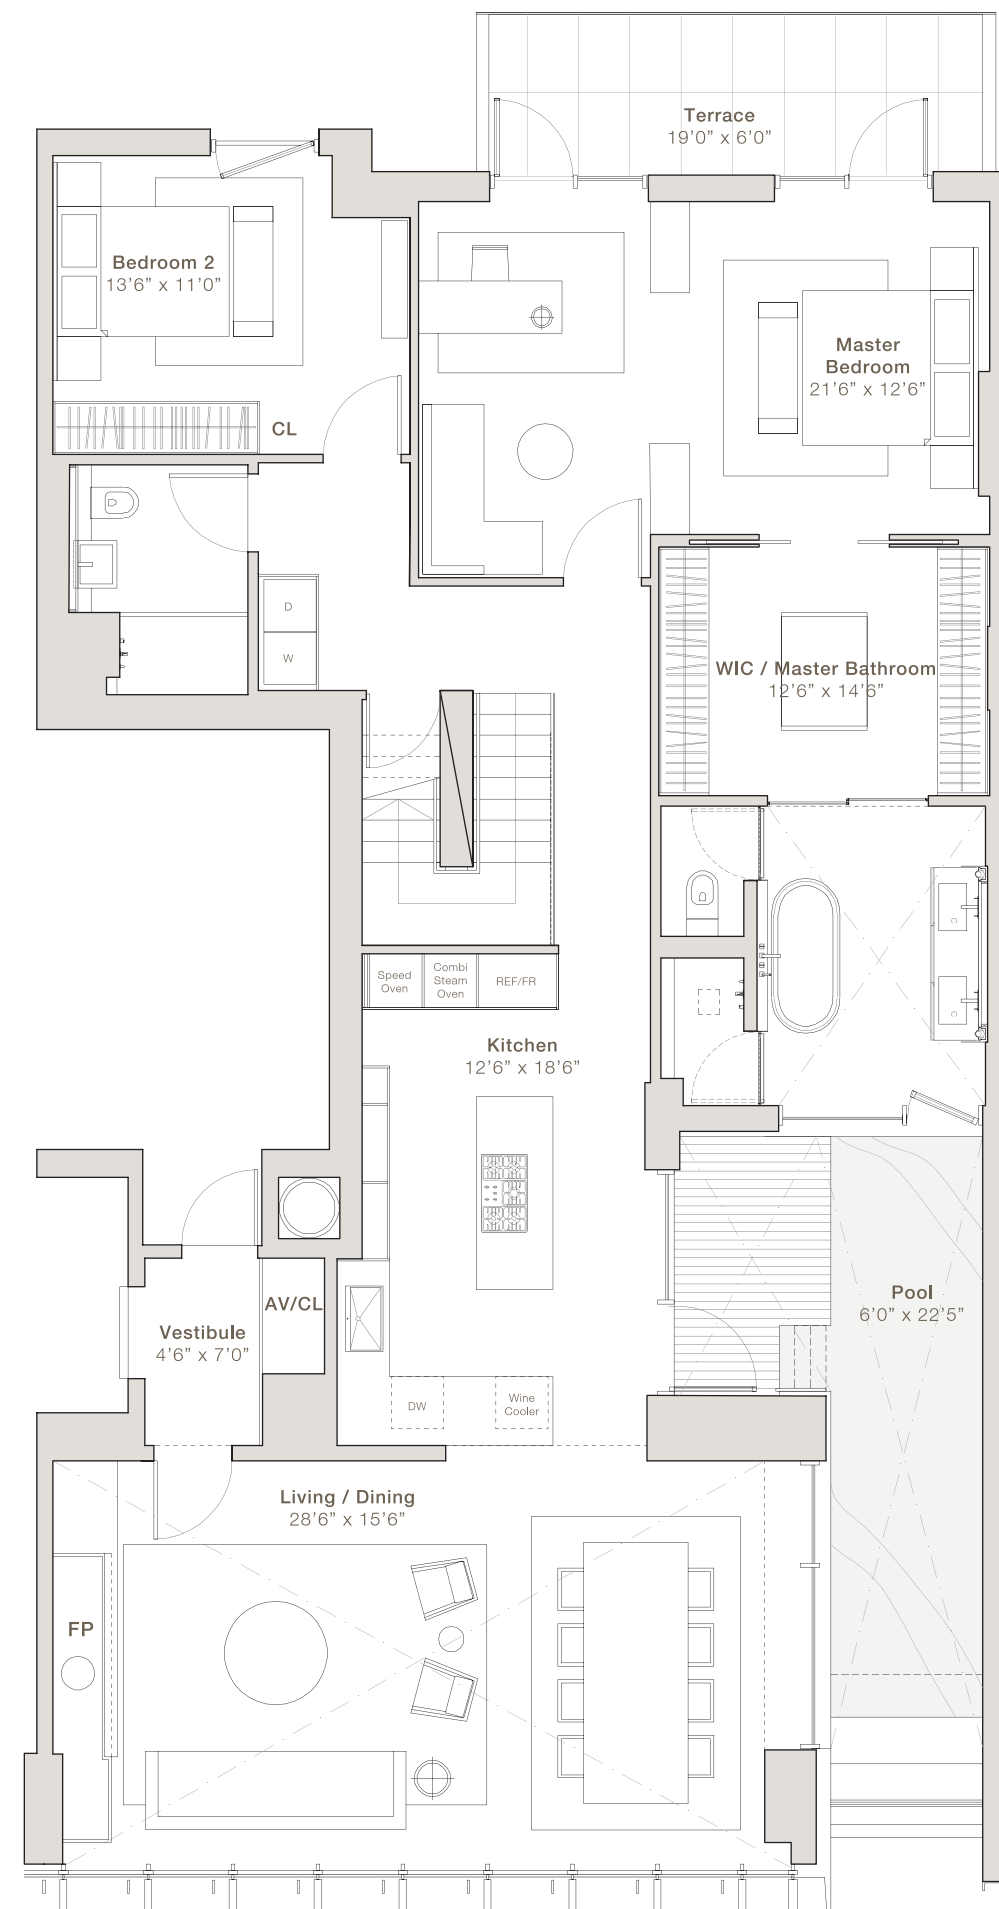 Terrace
19’0” x 6’0”
Bedroom 2
13’6” x 11’0”
Master
Bedroom
21’6” x 12’6”
CL
D
W
WIC / Master Bathroom
12’6” x 14’6”
Speed
Oven
Combi
Steam
Oven
REF/FR
Kitchen
12’6” x 18’6”
Pool
6’0” x 22’5”
AV/CL
Vestibule
4’6” x 7’0”
DW
Wine
Cooler
Living / Dining
28’6” x 15’6”
FP